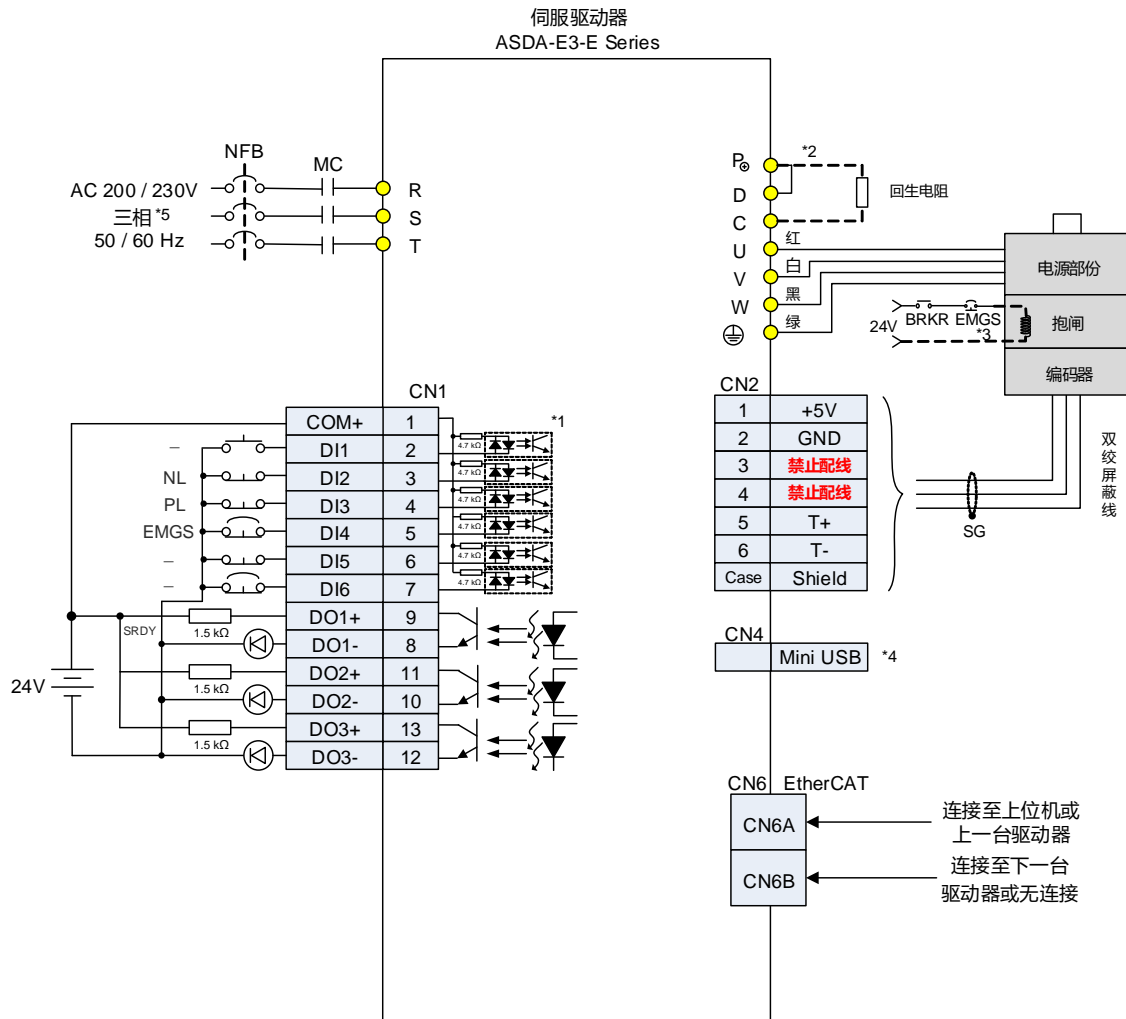 伺服驱动器
ASDA-E3-E Series
NFB
MC
AC 200 / 230V
三相 *5
50 / 60 Hz
R
S
T
P⊕
D
C
U
V
W
*2
回生电阻
红
白
黑
绿
电源部份
抱闸
编码器
24V
BRKR
EMGS
*3
CN1
COM+ 1
– DI1 2
NL DI2 3
PL DI3 4
EMGS DI4 5
– DI5 6
– DI6 7
DO1+ 9
DO1- 8
DO2+ 11
DO2- 10
DO3+ 13
DO3- 12
*1
4.7 kΩ
4.7 kΩ
4.7 kΩ
4.7 kΩ
4.7 kΩ
4.7 kΩ
SRDY
1.5 kΩ
1.5 kΩ
1.5 kΩ
24V
CN2
1 +5V
2 GND
3 禁止配线
4 禁止配线
5 T+
6 T-
Case Shield
SG
双绞屏蔽线
CN4
Mini USB *4
CN6 EtherCAT
CN6A
连接至上位机或
上一台驱动器
CN6B
连接至下一台
驱动器或无连接